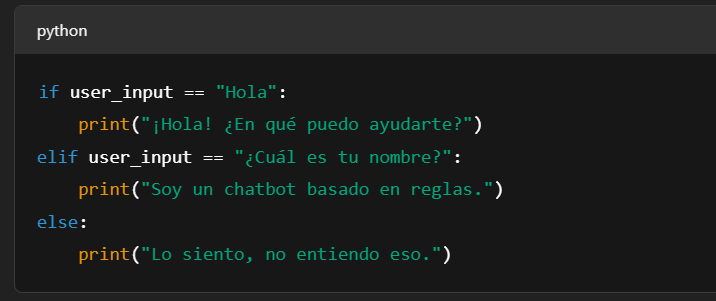 python
if user_input == "Hola":
    print("¡Hola! ¿En qué puedo ayudarte?")
elif user_input == "¿Cuál es tu nombre?":
    print("Soy un chatbot basado en reglas.")
else:
    print("Lo siento, no entiendo eso.")